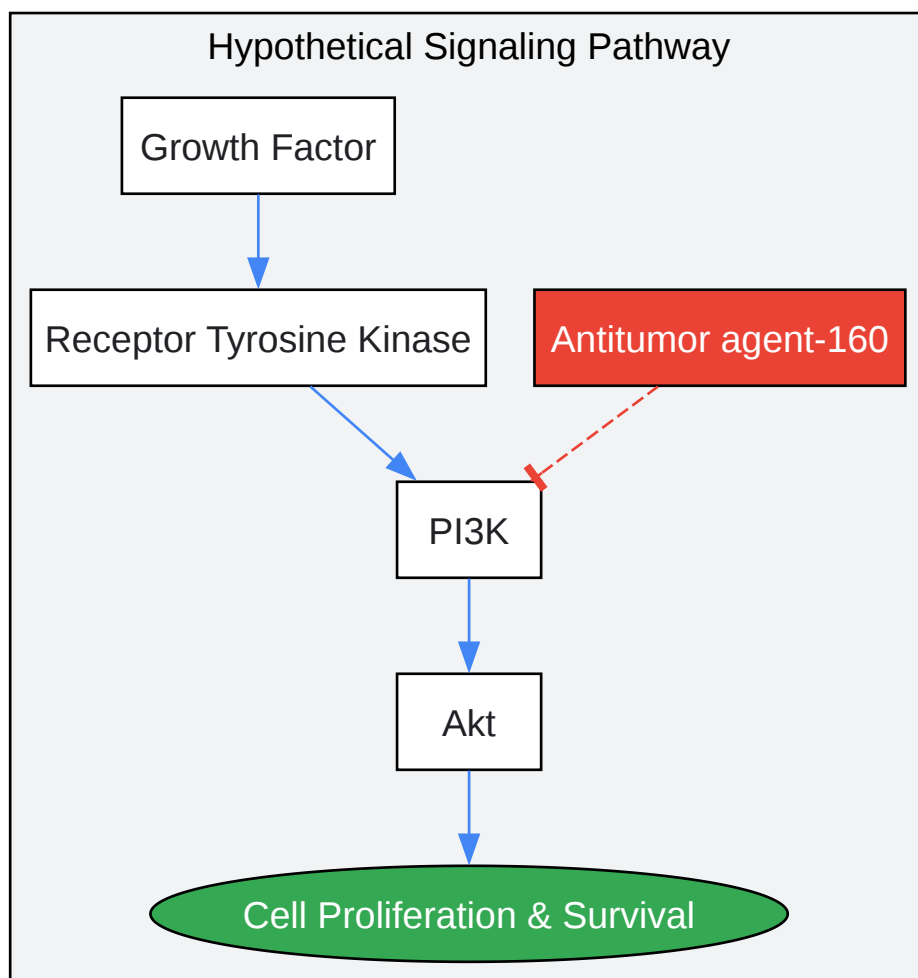 Hypothetical Signaling Pathway
Growth Factor
Receptor Tyrosine Kinase
Antitumor agent-160
PI3K
Akt
Cell Proliferation & Survival